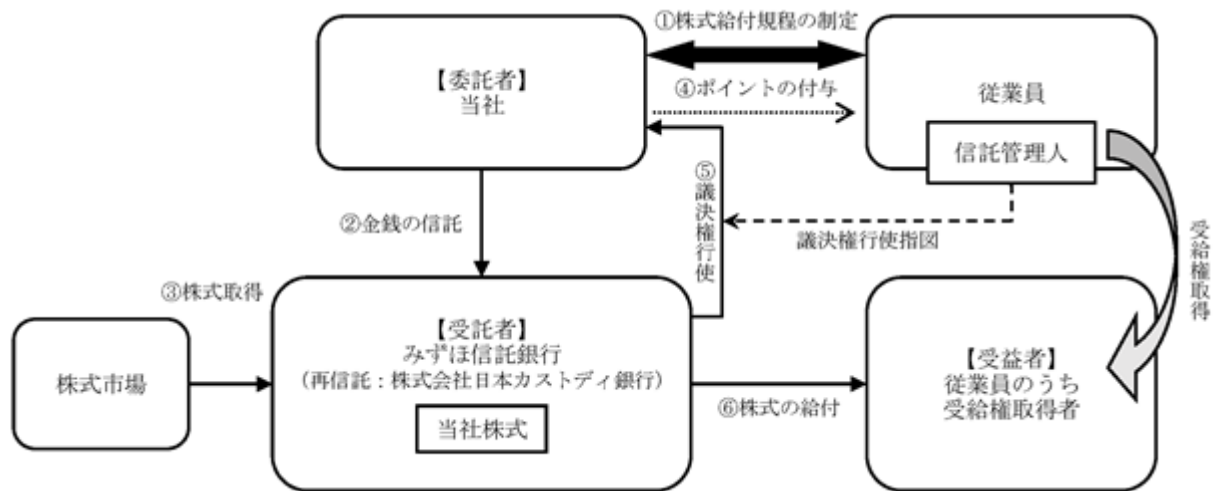 ①株式給付規程の制定
【委託者】
当社
④ポイントの付与
従業員
信託管理人
②金銭の信託
⑤議決権行使
議決権行使指図
受給権取得
③株式取得
株式市場
【受託者】
みずほ信託銀行
(再信託：株式会社日本カストディ銀行)
当社株式
⑥株式の給付
【受益者】
従業員のうち
受給権取得者